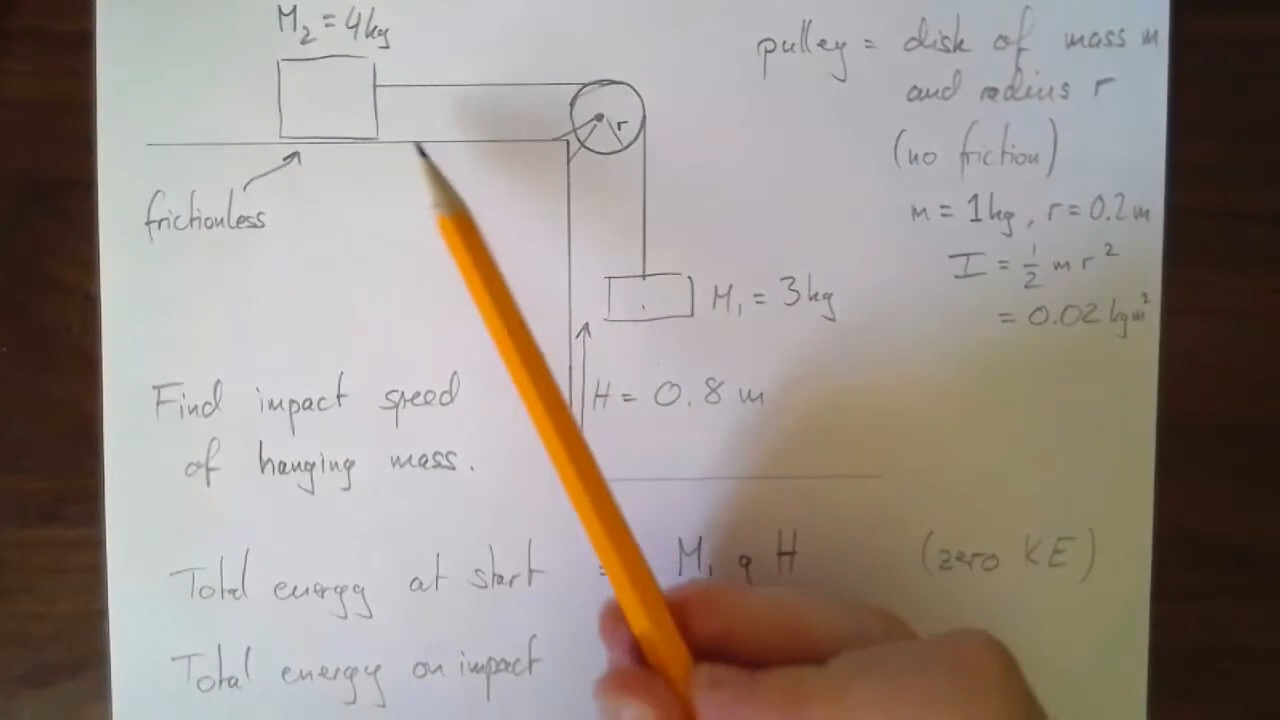 M₂ = 4kg
pulley = disk of mass m
and radius r
(no friction)
m = 1kg, r = 0.2m
I = ½ m r²
= 0.02 kgm²
r
frictionless
M₁ = 3kg
H = 0.8 m
Find impact speed
of hanging mass.
Total energy at start = M₁ g H (zero KE)
Total energy on impact